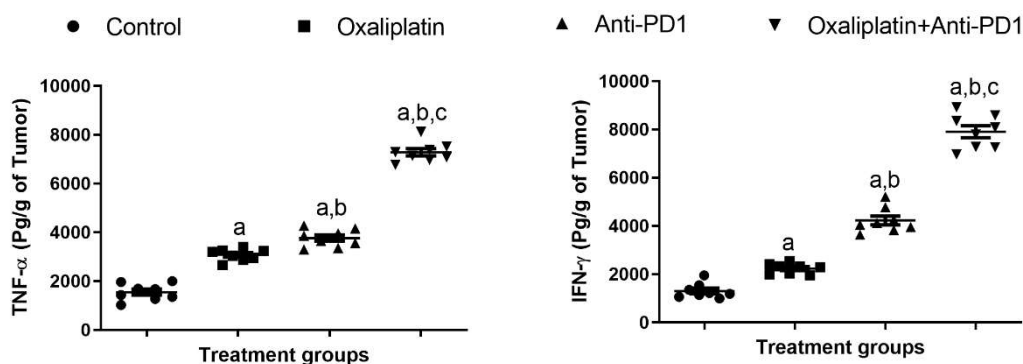 Control Oxaliplatin Anti-PD1 Oxaliplatin+Anti-PD1
TNF-α (Pg/g of Tumor)
10000
8000
6000
4000
2000
0
a
a,b
a,b,c
Treatment groups
IFN-γ (Pg/g of Tumor)
10000
8000
6000
4000
2000
0
a
a,b
a,b,c
Treatment groups